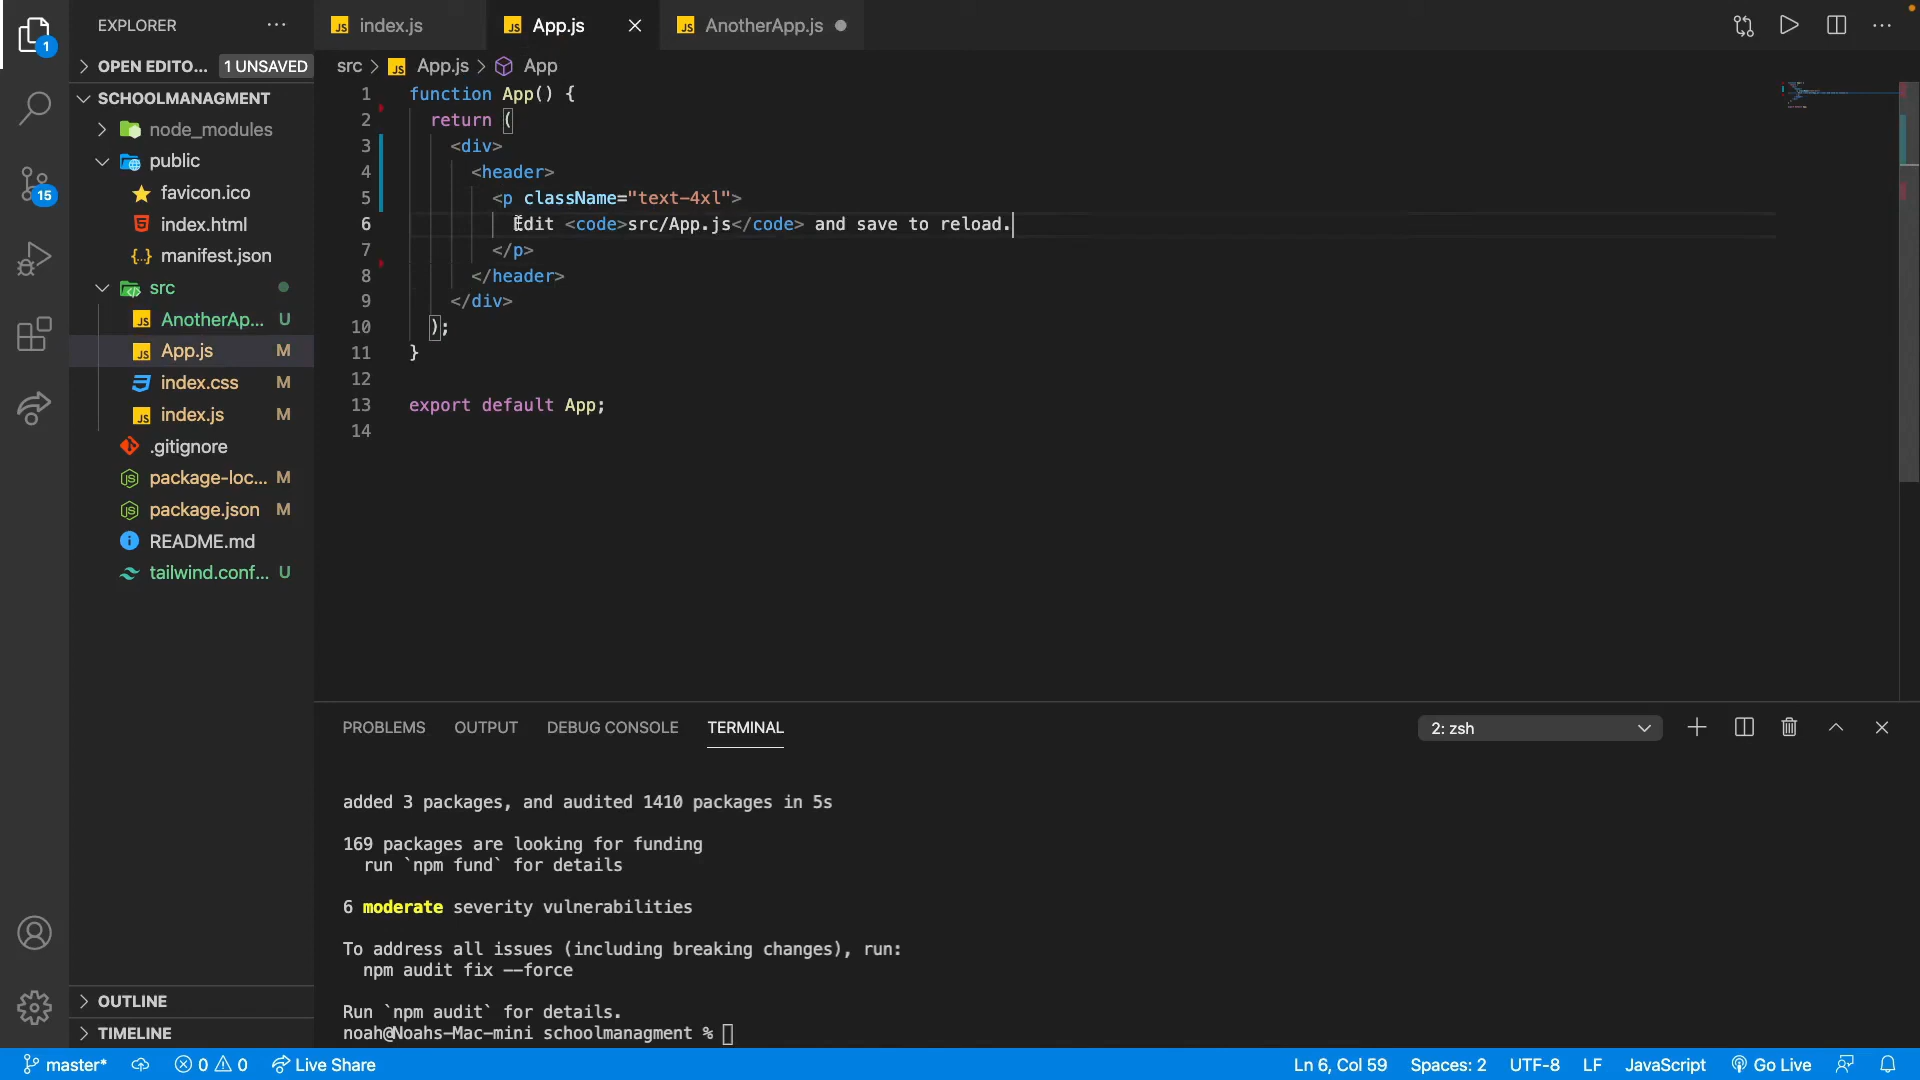 EXPLORER
index.js
App.js
AnotherApp.js
OPEN EDITO... 1 UNSAVED
src > App.js > App
SCHOOLMANAGMENT
node_modules
public
favicon.ico
index.html
manifest.json
src
AnotherAp... U
App.js M
index.css M
index.js M
.gitignore
package-loc... M
package.json M
README.md
tailwind.conf... U
OUTLINE
TIMELINE
1
15
1 function App() {
2 return (
3 <div>
4 <header>
5 <p className="text-4xl">
6 Edit <code>src/App.js</code> and save to reload.
7 </p>
8 </header>
9 </div>
10 );
11 }
12
13 export default App;
14
PROBLEMS OUTPUT DEBUG CONSOLE TERMINAL 2: zsh
added 3 packages, and audited 1410 packages in 5s
169 packages are looking for funding
run `npm fund` for details
6 moderate severity vulnerabilities
To address all issues (including breaking changes), run:
npm audit fix --force
Run `npm audit` for details.
noah@Noahs-Mac-mini schoolmanagment %
master* 0 0 Live Share Ln 6, Col 59 Spaces: 2 UTF-8 LF JavaScript Go Live